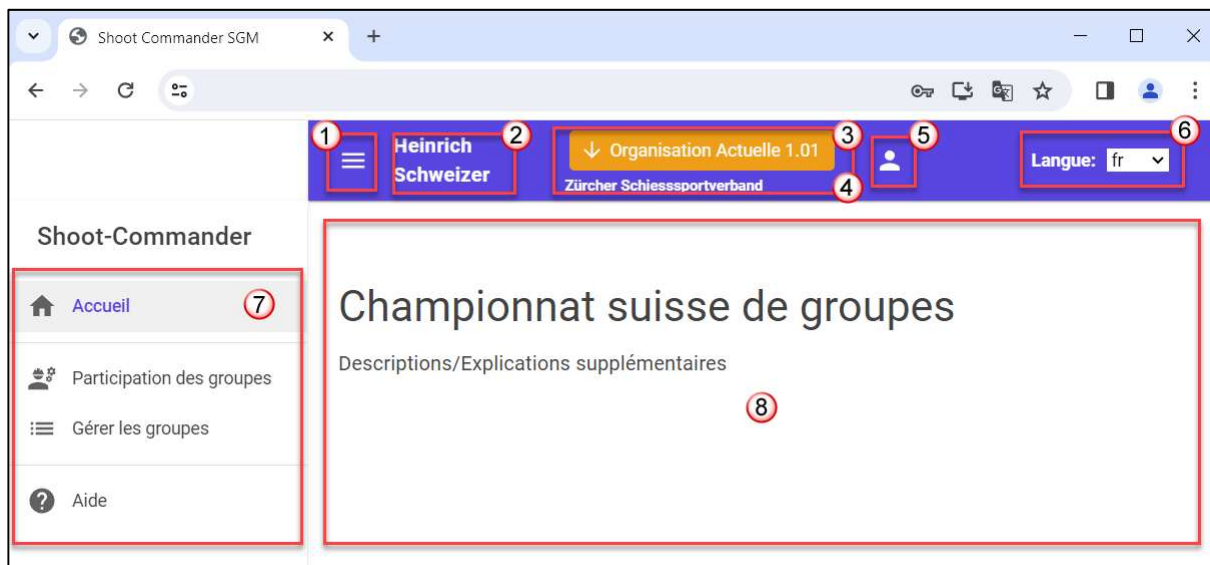 Shoot Commander SGM
1
2
3
5
6
Heinrich
Schweizer
Organisation Actuelle 1.01
Langue: fr
Zürcher Schiesssportverband
4
Shoot-Commander
Accueil
7
Championnat suisse de groupes
Participation des groupes
Descriptions/Explications supplémentaires
8
Gérer les groupes
Aide